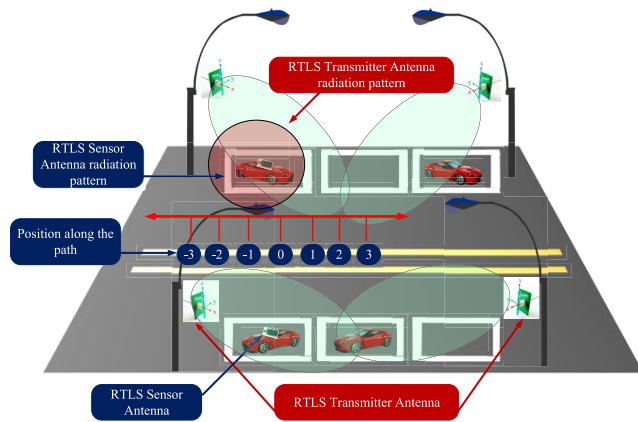 RTLS Transmitter Antenna
radiation pattern
RTLS Sensor
Antenna radiation
pattern
Position along the
path
-3 -2 -1 0 1 2 3
RTLS Sensor
Antenna
RTLS Transmitter Antenna